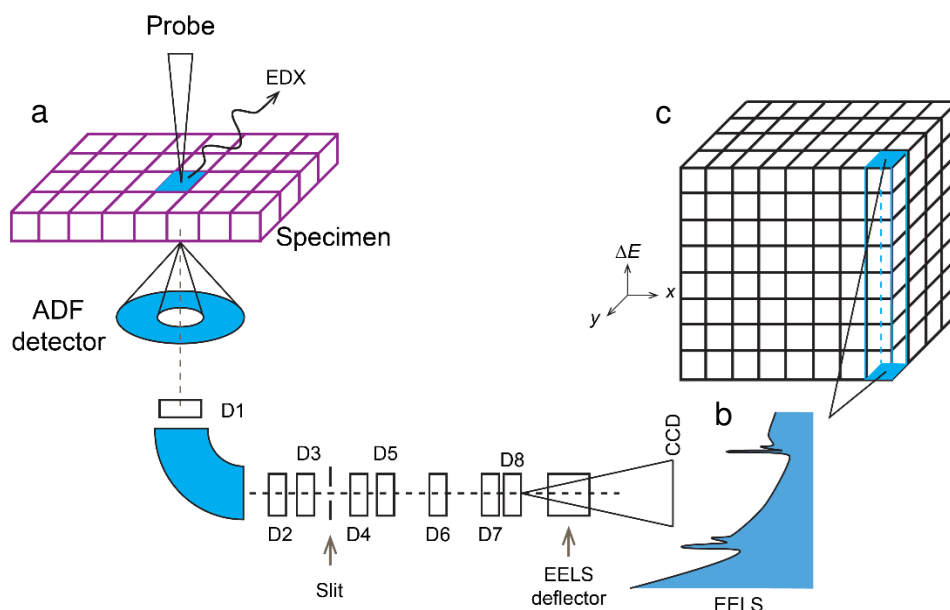 Probe
EDX
a
c
Specimen
ΔE
x
y
ADF
detector
D1
b
CCD
D3
D5
D8
D2
D4
D6
D7
Slit
EELS
deflector
EELS